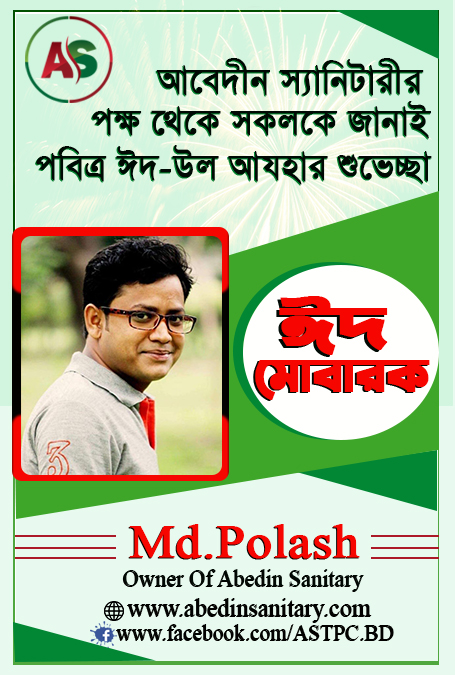 AS
আবেদীন স্যানিটারীর
পক্ষ থেকে সকলকে জানাই
পবিত্র ঈদ-উল আযহার শুভেচ্ছা
ঈদ
মোবারক
3
Md.Polash
Owner Of Abedin Sanitary
www.abedinsanitary.com
www.facebook.com/ASTPC.BD